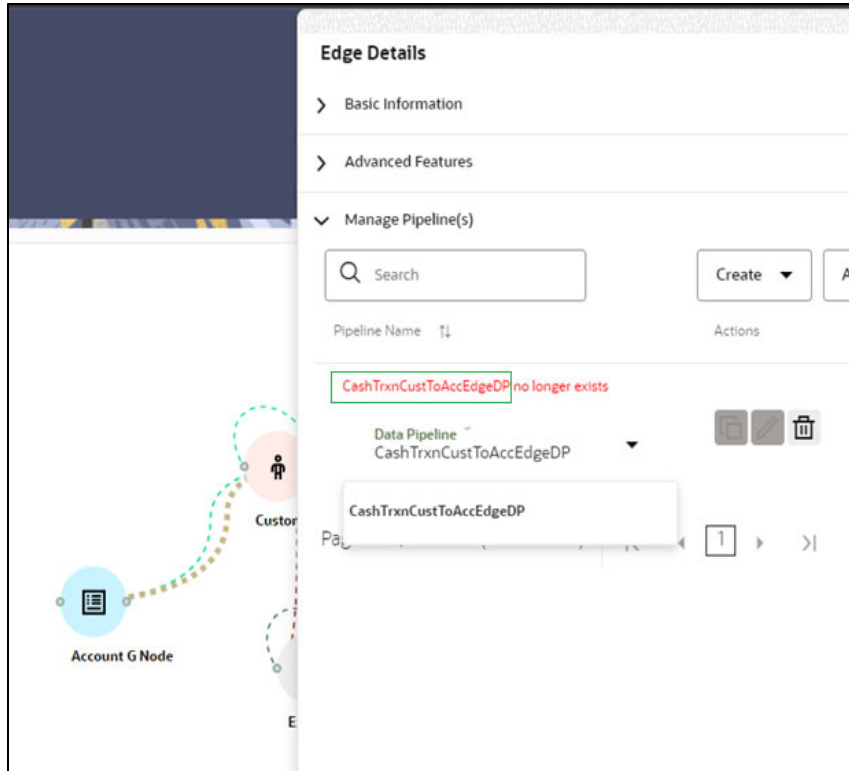 Edge Details
Basic Information
Advanced Features
Manage Pipeline(s)
Search
Create
A
Pipeline Name
Actions
CashTrxnCustToAccEdgeDP no longer exists
Data Pipeline
CashTrxnCustToAccEdgeDP
CashTrxnCustToAccEdgeDP
Pag
1
Custor
Account G Node
E